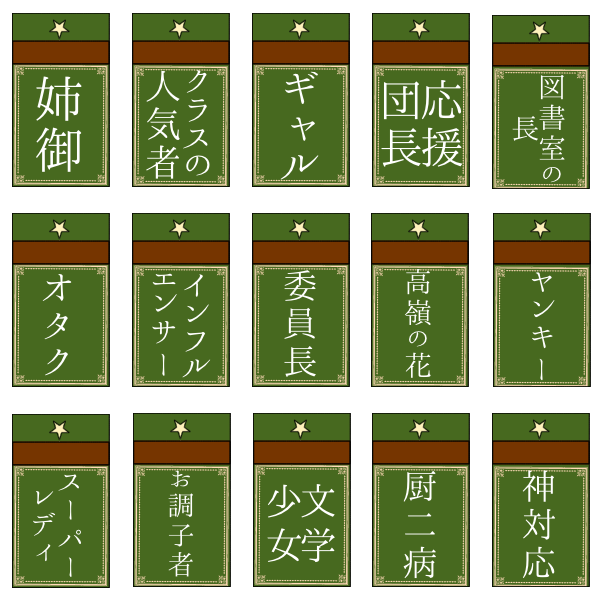 姉御
クラスの
人気者
ギャル
応援
団長
図書室の
長
オタク
インフル
エンサー
委員長
高嶺の花
ヤンキー
スーパー
レディ
お調子者
文学
少女
厨二病
神対応